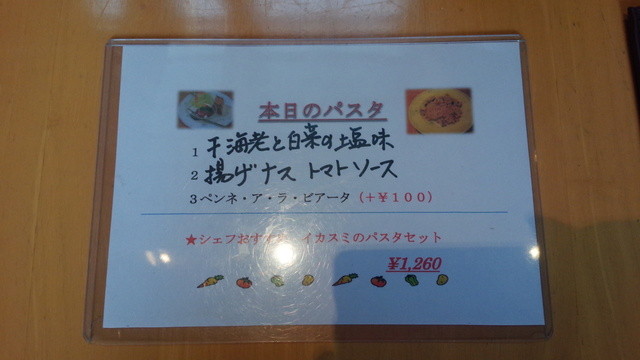 本日のパスタ
1 干海老と白菜の塩味
2 揚げナス トマトソース
3 ペンネ・ア・ラ・ビアータ(+¥100)
★シェフおすすめ イカスミのパスタセット
¥1,260